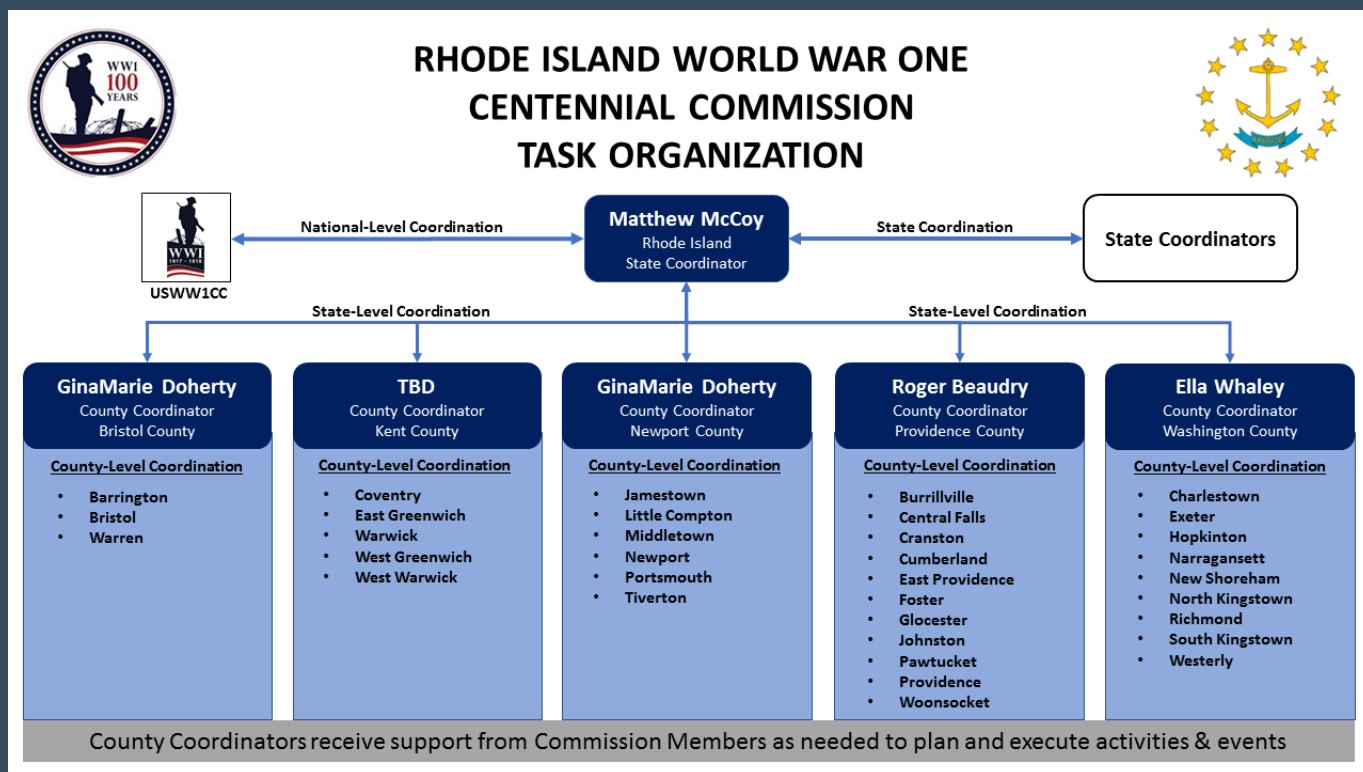 WWI
100
YEARS
RHODE ISLAND WORLD WAR ONE
CENTENNIAL COMMISSION
TASK ORGANIZATION
HOPE
WWI
1917 - 1918
USWW1CC
National-Level Coordination
Matthew McCoy
Rhode Island
State Coordinator
State Coordination
State Coordinators
State-Level Coordination
State-Level Coordination
GinaMarie Doherty
County Coordinator
Bristol County
County-Level Coordination
• Barrington
• Bristol
• Warren
TBD
County Coordinator
Kent County
County-Level Coordination
• Coventry
• East Greenwich
• Warwick
• West Greenwich
• West Warwick
GinaMarie Doherty
County Coordinator
Newport County
County-Level Coordination
• Jamestown
• Little Compton
• Middletown
• Newport
• Portsmouth
• Tiverton
Roger Beaudry
County Coordinator
Providence County
County-Level Coordination
• Burrillville
• Central Falls
• Cranston
• Cumberland
• East Providence
• Foster
• Glocester
• Johnston
• Pawtucket
• Providence
• Woonsocket
Ella Whaley
County Coordinator
Washington County
County-Level Coordination
• Charlestown
• Exeter
• Hopkinton
• Narragansett
• New Shoreham
• North Kingstown
• Richmond
• South Kingstown
• Westerly
County Coordinators receive support from Commission Members as needed to plan and execute activities & events